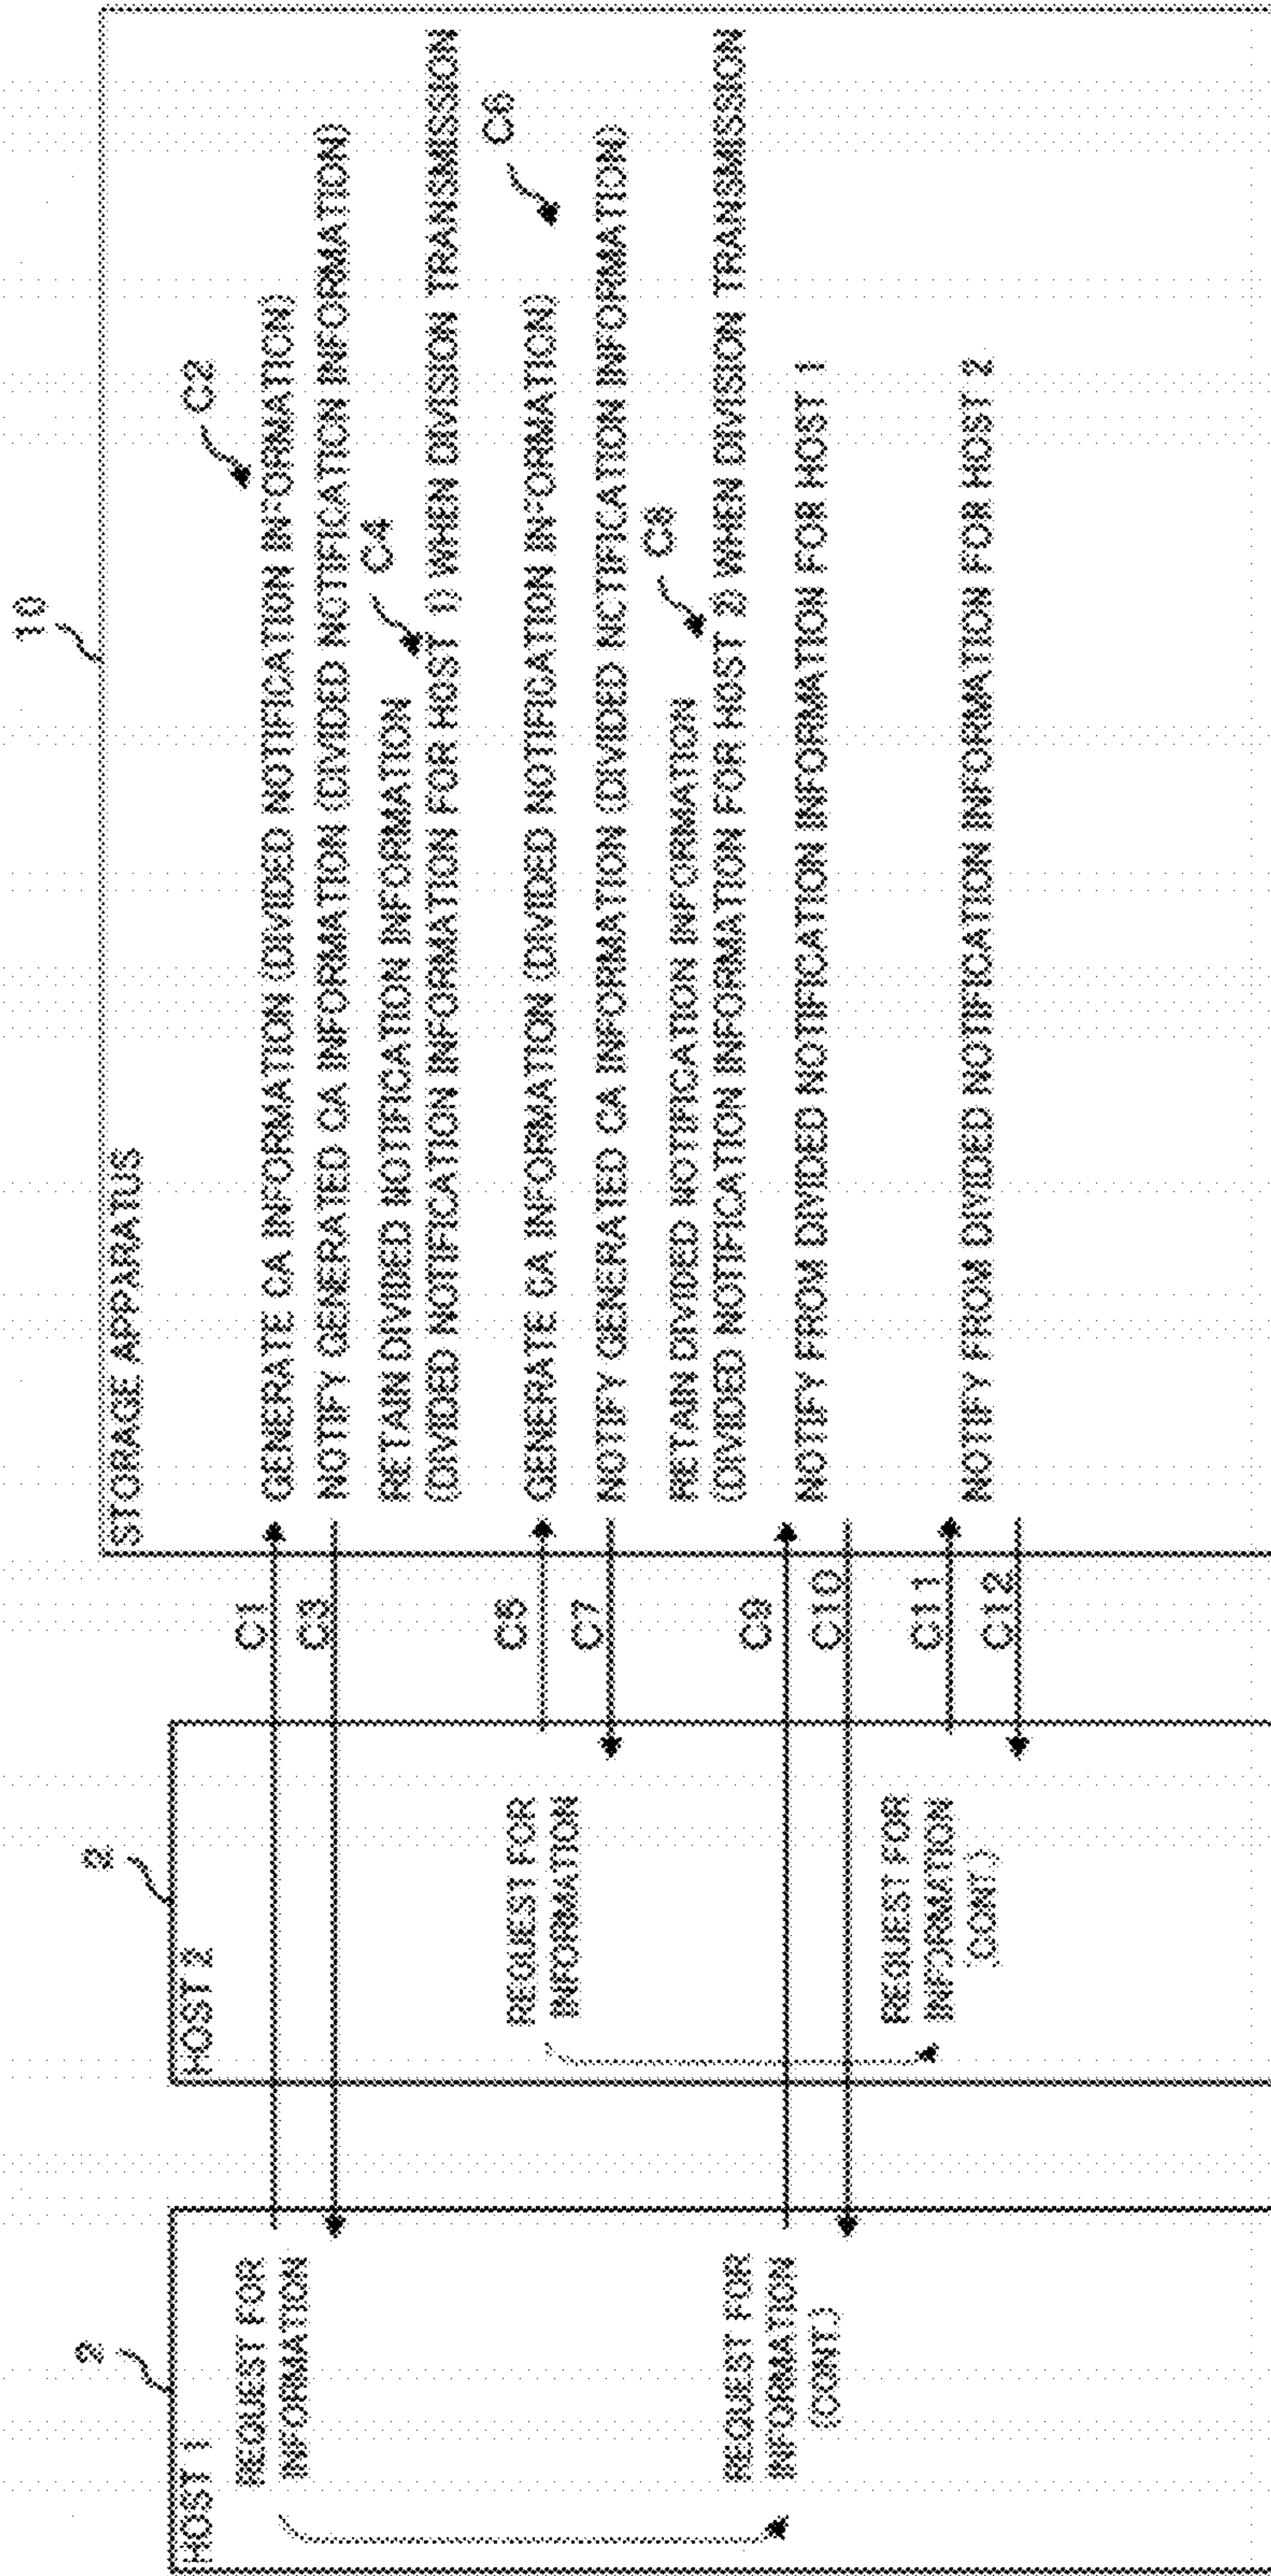 10
STORAGE APPARATUS
C2
GENERATE CA INFORMATION (DIVIDED NOTIFICATION INFORMATION)
NOTIFY GENERATED CA INFORMATION (DIVIDED NOTIFICATION INFORMATION)
C4
RETAIN DIVIDED NOTIFICATION INFORMATION
(DIVIDED NOTIFICATION INFORMATION FOR HOST 1) WHEN DIVISION TRANSMISSION
C6
GENERATE CA INFORMATION (DIVIDED NOTIFICATION INFORMATION)
NOTIFY GENERATED CA INFORMATION (DIVIDED NOTIFICATION INFORMATION)
C8
RETAIN DIVIDED NOTIFICATION INFORMATION
(DIVIDED NOTIFICATION INFORMATION FOR HOST 2) WHEN DIVISION TRANSMISSION
NOTIFY FROM DIVIDED NOTIFICATION INFORMATION FOR HOST 1
NOTIFY FROM DIVIDED NOTIFICATION INFORMATION FOR HOST 2
C1
C3
C5
C7
C9
C10
C11
C12
2
HOST 2
REQUEST FOR
INFORMATION
REQUEST FOR
INFORMATION
(CONT.)
2
HOST 1
REQUEST FOR
INFORMATION
REQUEST FOR
INFORMATION
(CONT.)